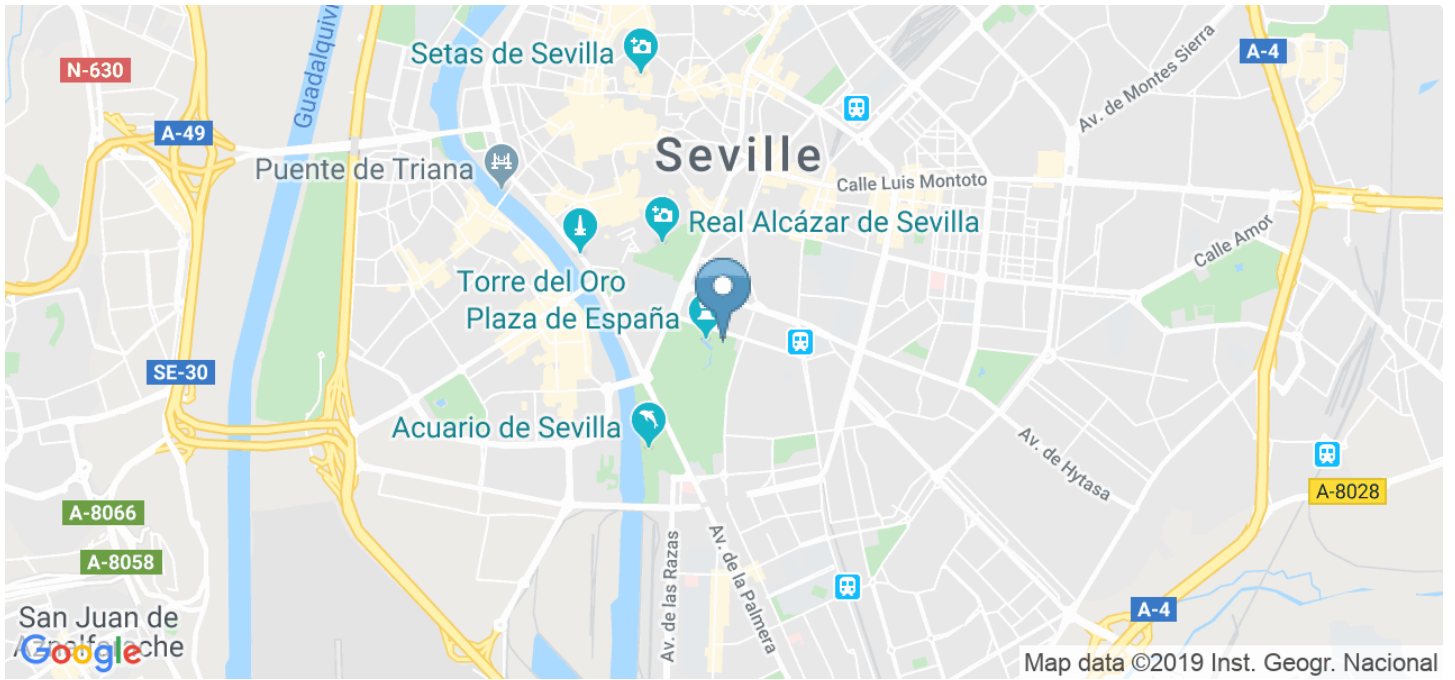 Guadalquivi
Setas de Sevilla
A-4
N-630
Av. de Montes Sierra
A-49
Seville
Puente de Triana
Calle Luis Montoto
Real Alcázar de Sevilla
Calle Amor
Torre del Oro
Plaza de España
SE-30
Acuario de Sevilla
Av. de Hytasa
A-8028
A-8066
A-8058
Av. de las Razas
Av. de la Palmera
A-4
San Juan de
Aznalfarache
Google
Map data ©2019 Inst. Geogr. Nacional